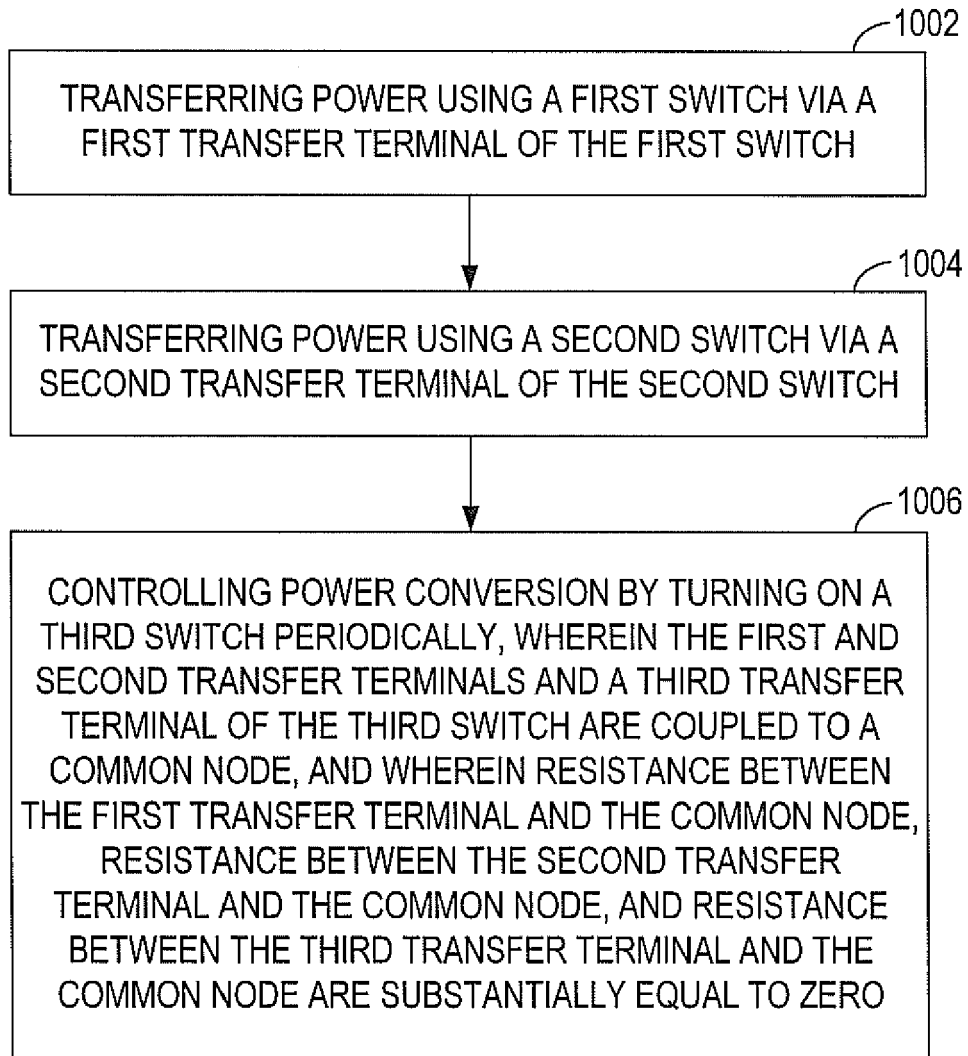 1002
TRANSFERRING POWER USING A FIRST SWITCH VIA A
FIRST TRANSFER TERMINAL OF THE FIRST SWITCH
1004
TRANSFERRING POWER USING A SECOND SWITCH VIA A
SECOND TRANSFER TERMINAL OF THE SECOND SWITCH
1006
CONTROLLING POWER CONVERSION BY TURNING ON A
THIRD SWITCH PERIODICALLY, WHEREIN THE FIRST AND
SECOND TRANSFER TERMINALS AND A THIRD TRANSFER
TERMINAL OF THE THIRD SWITCH ARE COUPLED TO A
COMMON NODE, AND WHEREIN RESISTANCE BETWEEN
THE FIRST TRANSFER TERMINAL AND THE COMMON NODE,
RESISTANCE BETWEEN THE SECOND TRANSFER
TERMINAL AND THE COMMON NODE, AND RESISTANCE
BETWEEN THE THIRD TRANSFER TERMINAL AND THE
COMMON NODE ARE SUBSTANTIALLY EQUAL TO ZERO